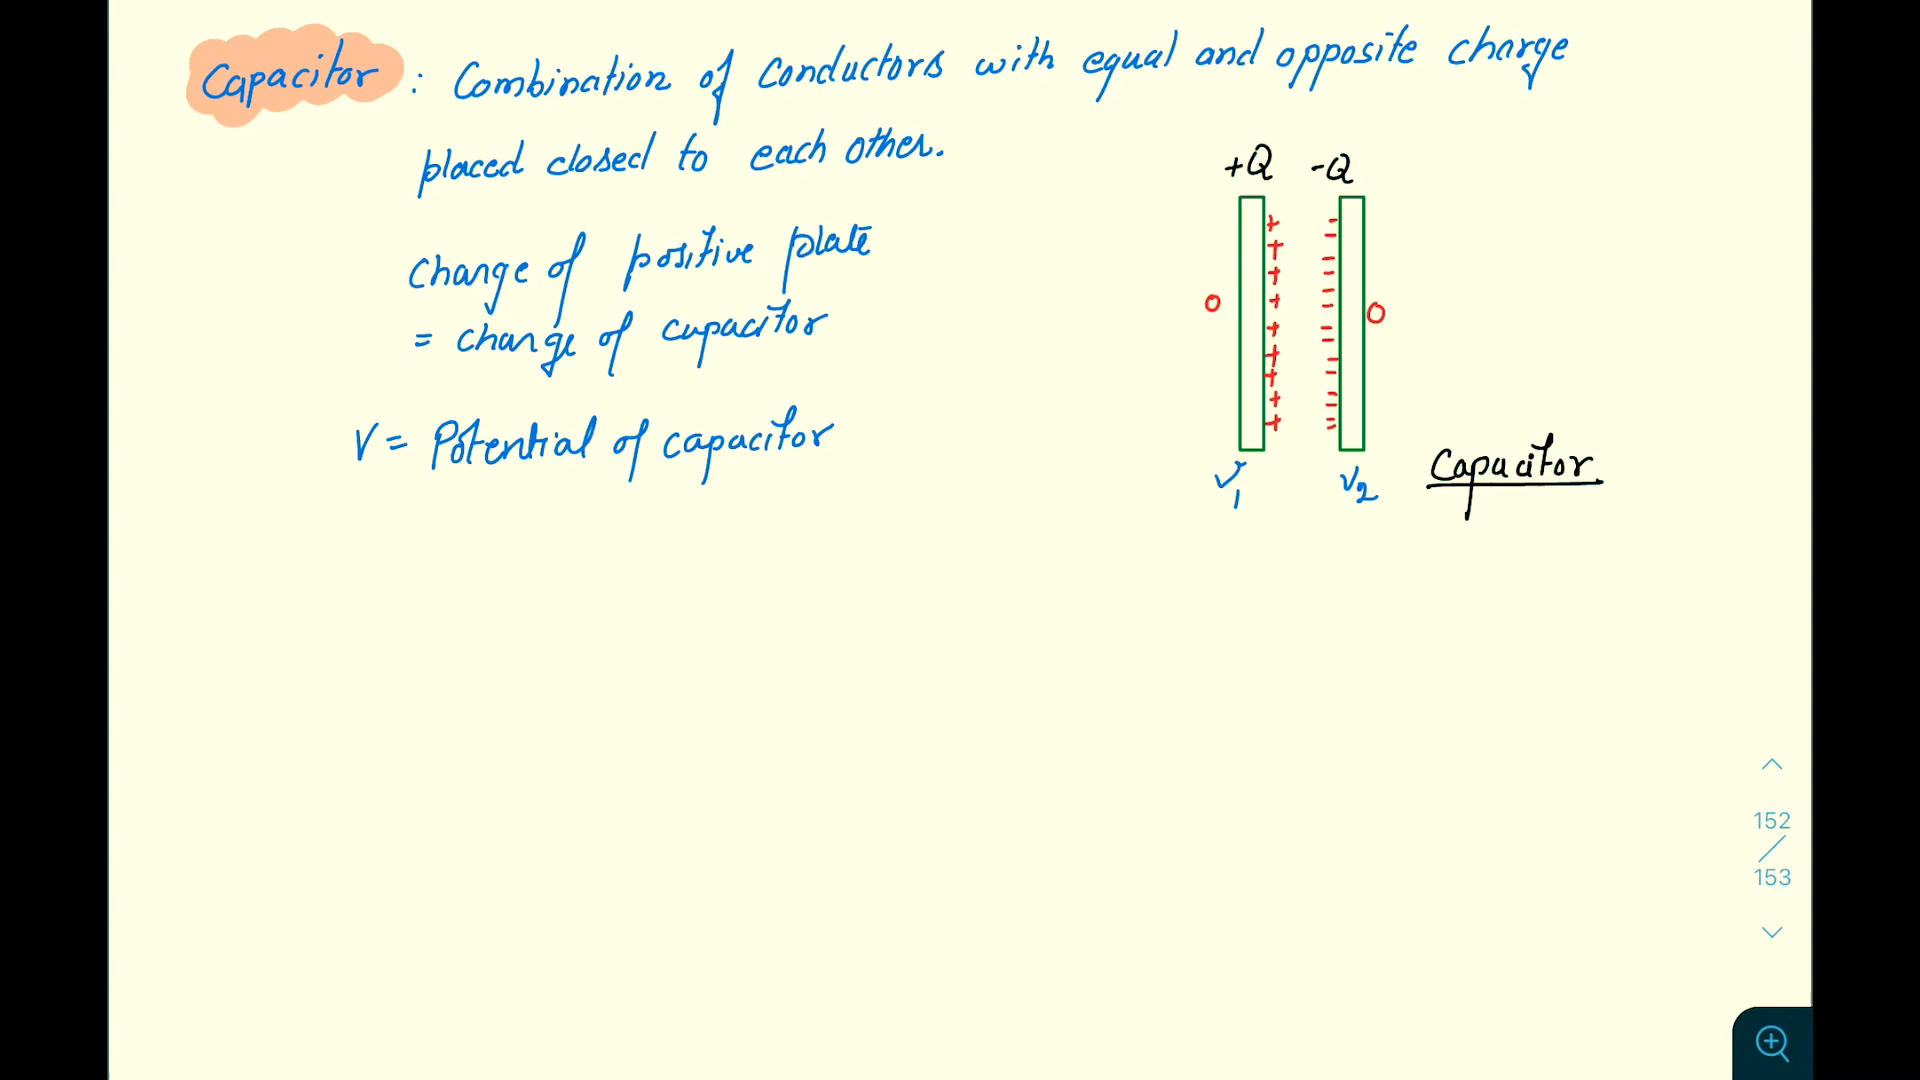 Capacitor : Combination of conductors with equal and opposite charge
placed closed to each other.
+Q -Q
charge of positive plate
= charge of capacitor
0 0
V = Potential of capacitor
V1 V2 Capacitor
152
/
153